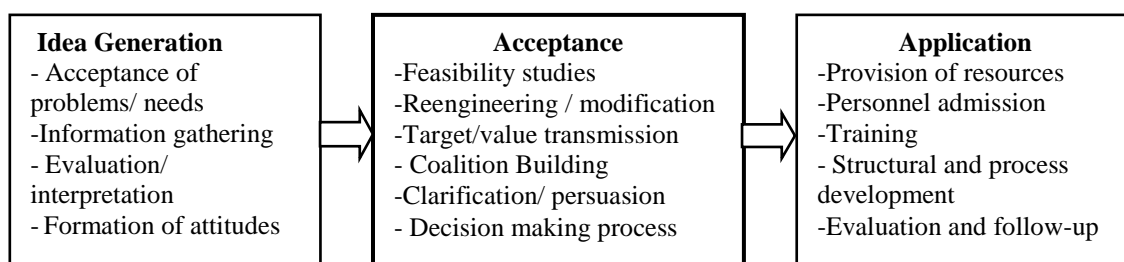 Idea Generation
- Acceptance of
problems/ needs
-Information gathering
- Evaluation/
interpretation
- Formation of attitudes
Acceptance
-Feasibility studies
-Reengineering / modification
-Target/value transmission
- Coalition Building
-Clarification/ persuasion
- Decision making process
Application
-Provision of resources
-Personnel admission
-Training
- Structural and process
development
-Evaluation and follow-up